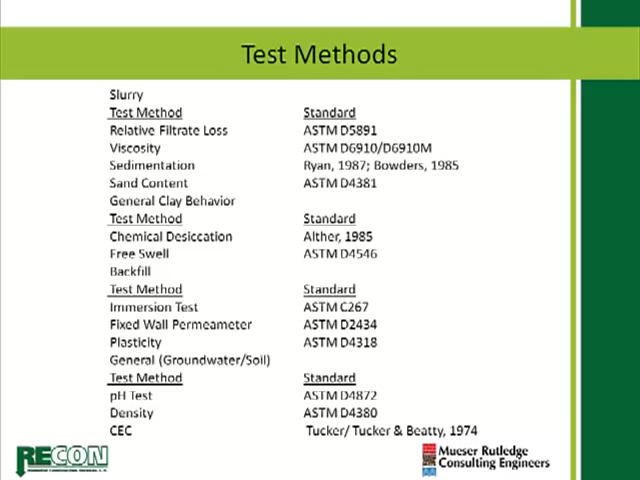 Test Methods
Slurry
Test Method Standard
Relative Filtrate Loss ASTM D5891
Viscosity ASTM D6910/D6910M
Sedimentation Ryan, 1987; Bowders, 1985
Sand Content ASTM D4381
General Clay Behavior
Test Method Standard
Chemical Desiccation Alther, 1985
Free Swell ASTM D4546
Backfill
Test Method Standard
Immersion Test ASTM C267
Fixed Wall Permeameter ASTM D2434
Plasticity ASTM D4318
General (Groundwater/Soil)
Test Method Standard
pH Test ASTM D4872
Density ASTM D4380
CEC Tucker/ Tucker & Beatty, 1974
RECON
Mueser Rutledge
Consulting Engineers